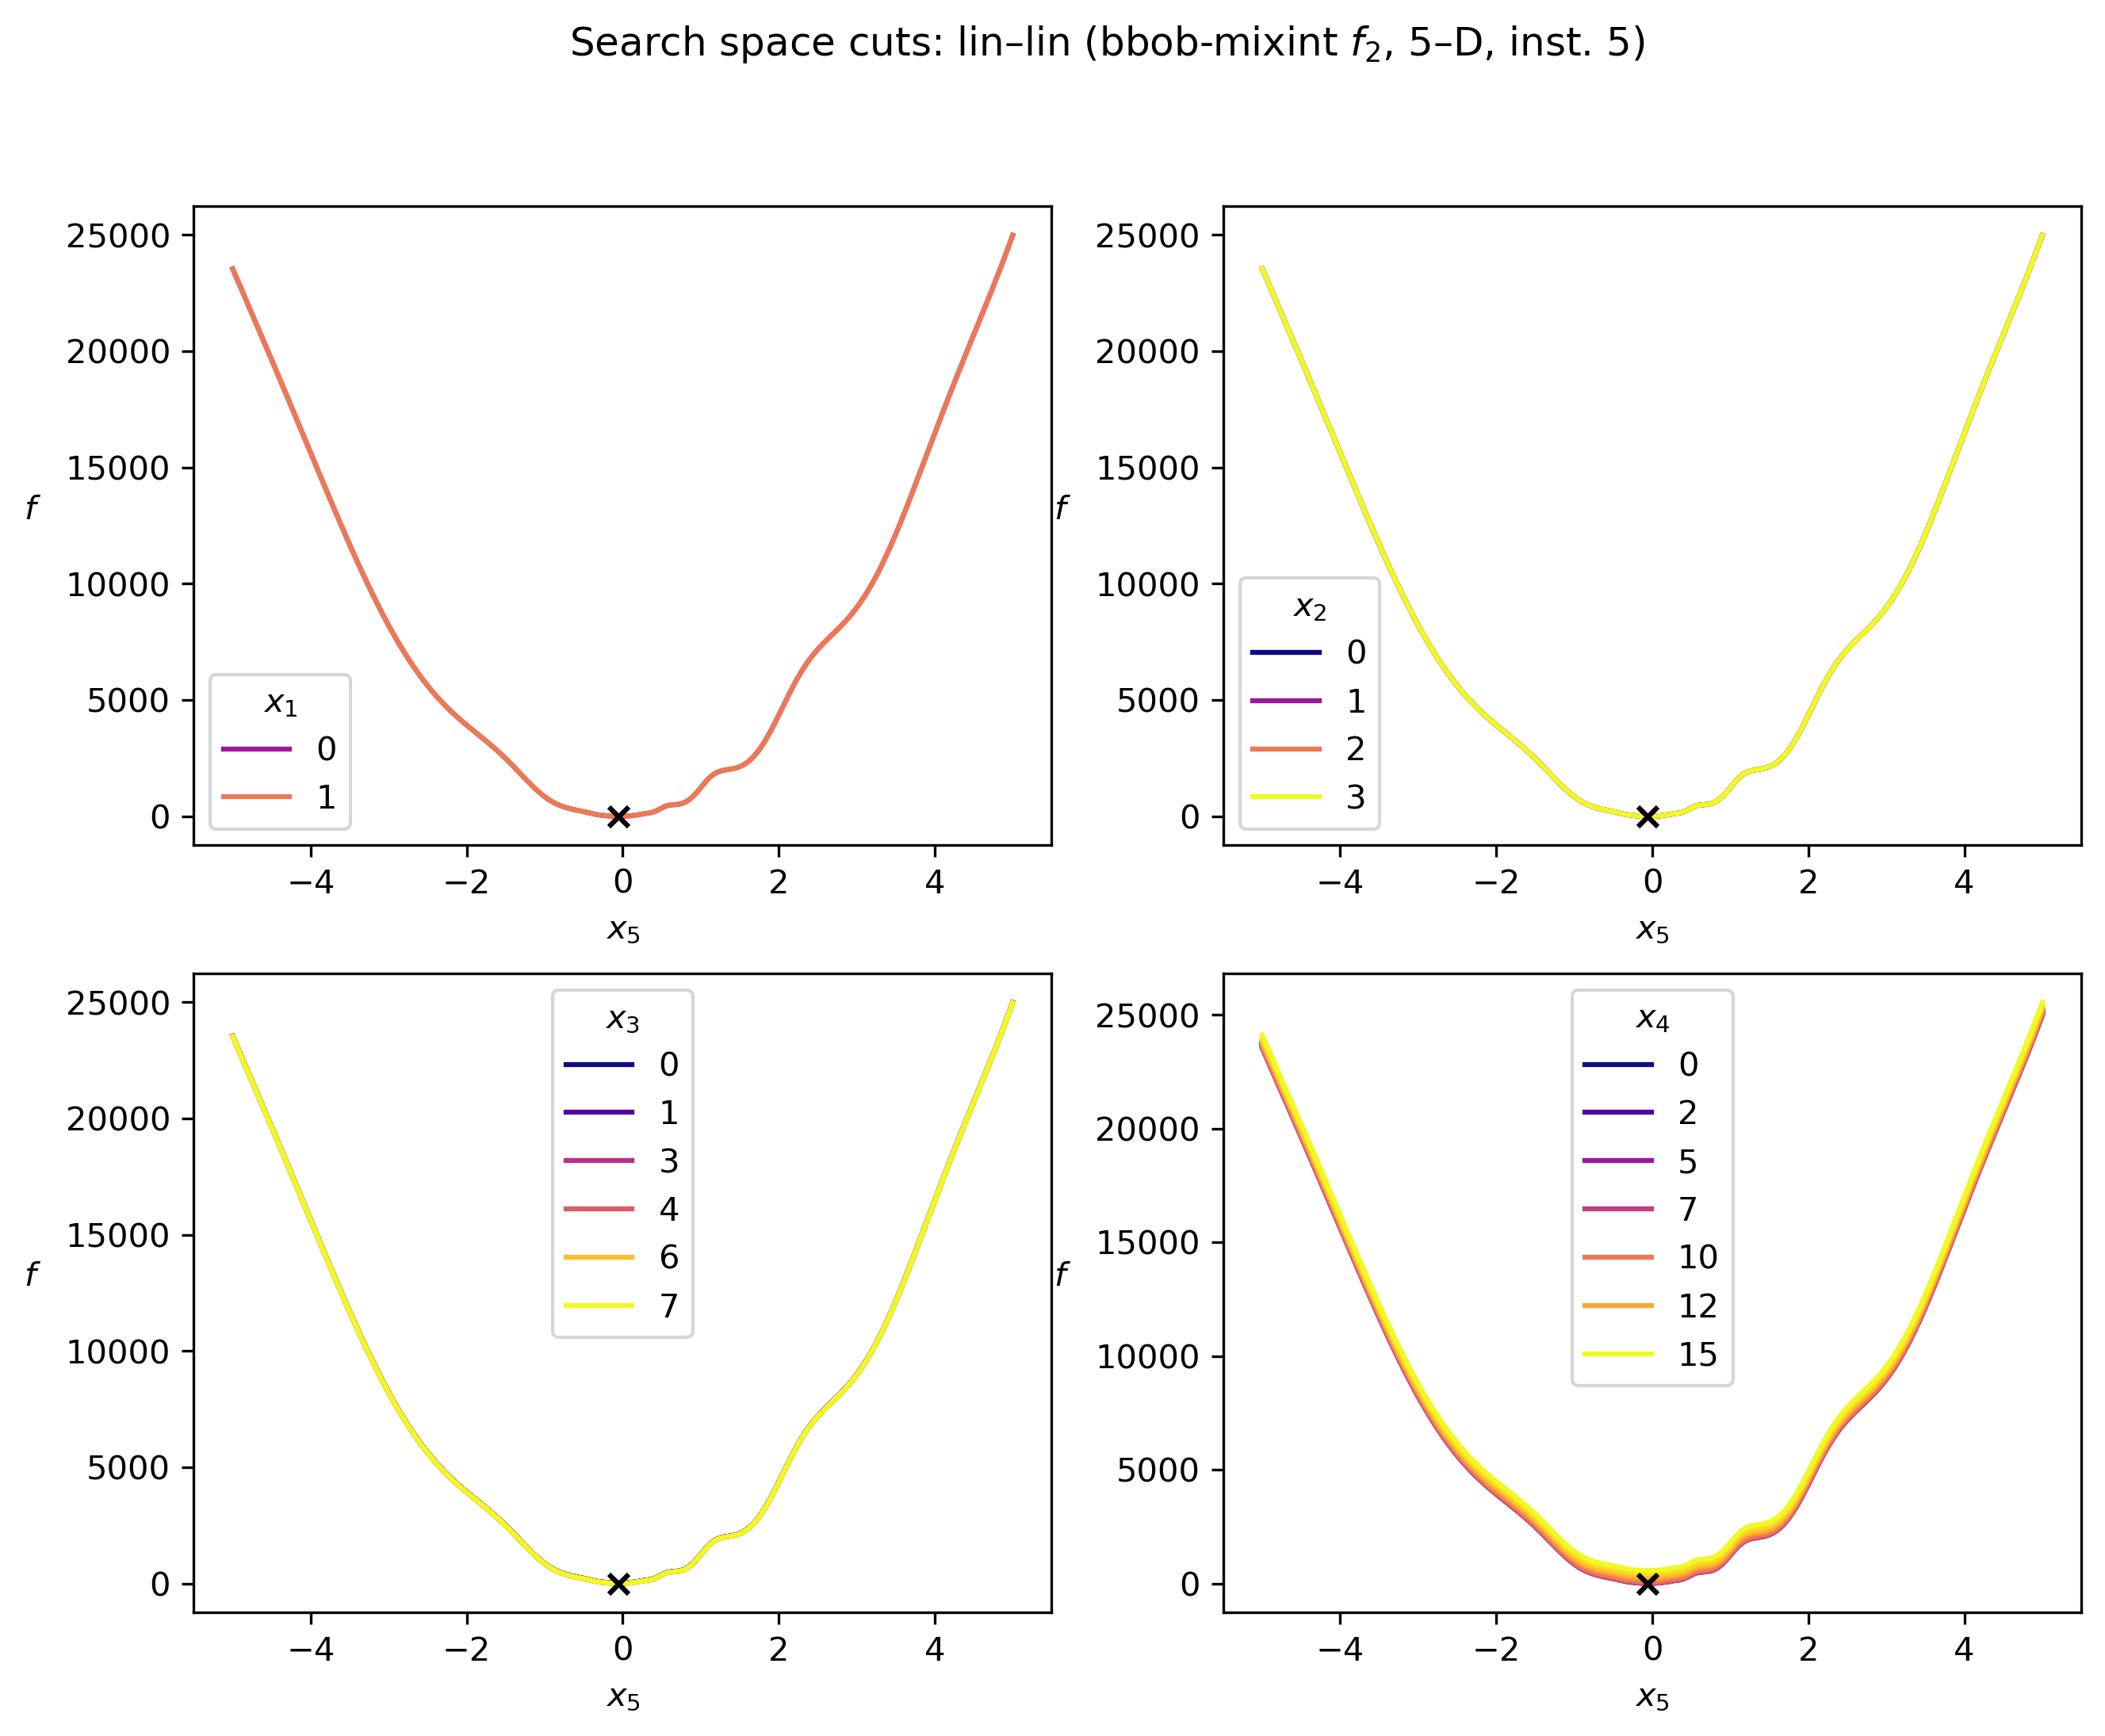 Search space cuts: lin–lin (bbob-mixint f₂, 5–D, inst. 5)
25000
20000
15000
10000
5000
0
f
x₁
0
1
−4 −2 0 2 4
x₅
25000
20000
15000
10000
5000
0
f
x₂
0
1
2
3
−4 −2 0 2 4
x₅
25000
20000
15000
10000
5000
0
f
x₃
0
1
3
4
6
7
−4 −2 0 2 4
x₅
25000
20000
15000
10000
5000
0
f
x₄
0
2
5
7
10
12
15
−4 −2 0 2 4
x₅